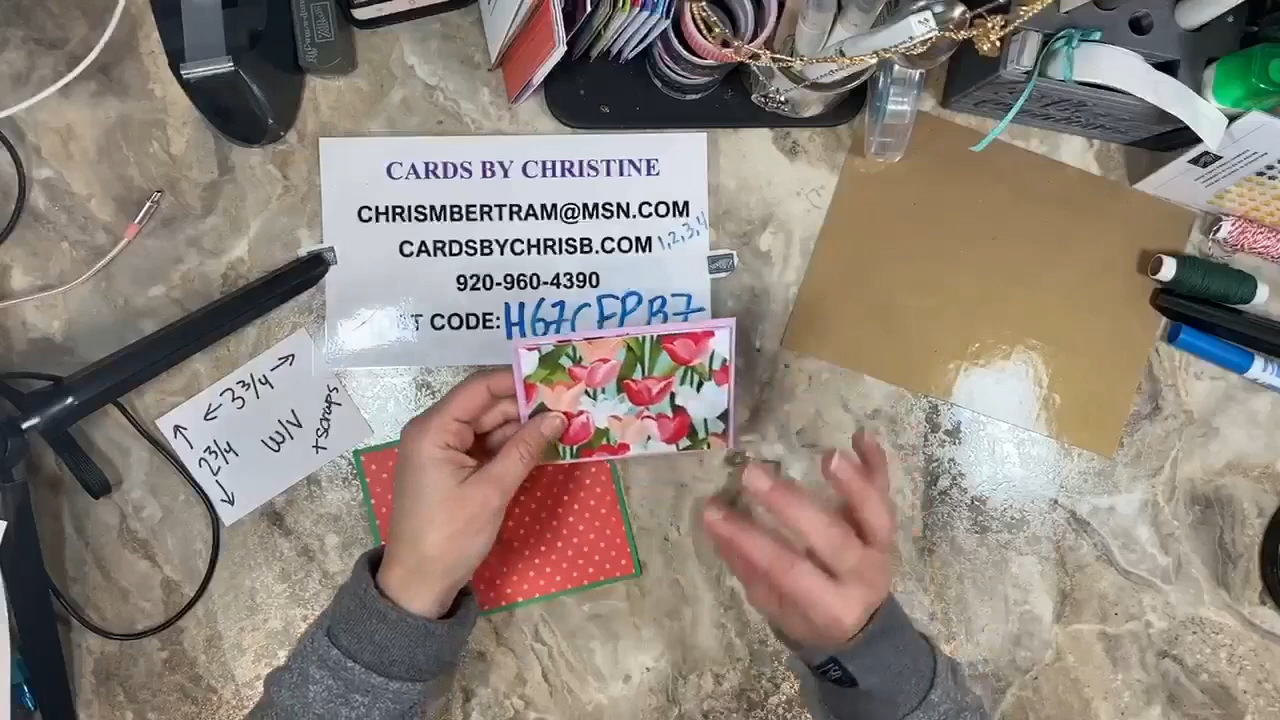 CARDS BY CHRISTINE
CHRISMBERTRAM@MSN.COM
CARDSBYCHRISB.COM 1,2,3,4
920-960-4390
T CODE: H67CFPB7
← 3 3/4 →
↑ 2 3/4 ↓
W/V
+ scraps